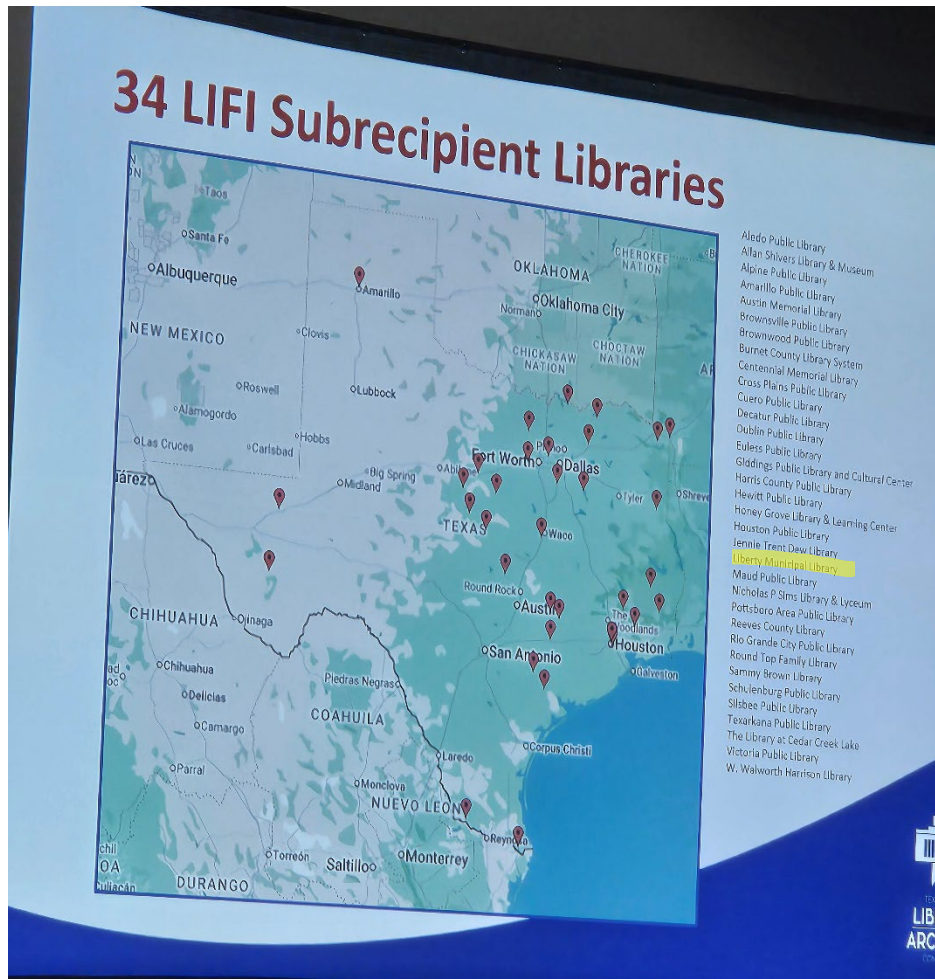 34 LIFI Subrecipient Libraries
Taos
Santa Fe
Albuquerque
Amarillo
OKLAHOMA
CHEROKEE
NATION
Oklahoma City
Norman
NEW MEXICO
Clovis
CHICKASAW
NATION
CHOCTAW
NATION
Roswell
Lubbock
Alamogordo
Las Cruces
Carlsbad
Hobbs
Fort Worth
Dallas
Big Spring
Midland
Tyler
Shreve
uárez
TEXAS
Waco
Round Rock
Austin
The
Woodlands
Houston
CHIHUAHUA
Ojinaga
San Antonio
Galveston
Chihuahua
Piedras Negras
Delicias
COAHUILA
Camargo
Corpus Christi
Laredo
Parral
Monclova
NUEVO LEON
Reynosa
Torreón
Saltillo
Monterrey
chil
OA
Culiacán
DURANGO
Aledo Public Library
Allan Shivers Library & Museum
Alpine Public Library
Amarillo Public Library
Austin Memorial Library
Brownsville Public Library
Brownwood Public Library
Burnet County Library System
Centennial Memorial Library
Cross Plains Public Library
Cuero Public Library
Decatur Public Library
Dublin Public Library
Euless Public Library
Giddings Public Library and Cultural Center
Harris County Public Library
Hewitt Public Library
Honey Grove Library & Learning Center
Houston Public Library
Jennie Trent Dew Library
Liberty Municipal Library
Maud Public Library
Nicholas P Sims Library & Lyceum
Pottsboro Area Public Library
Reeves County Library
Rio Grande City Public Library
Round Top Family Library
Sammy Brown Library
Schulenburg Public Library
Silsbee Public Library
Texarkana Public Library
The Library at Cedar Creek Lake
Victoria Public Library
W. Walworth Harrison Library
LIB
ARC